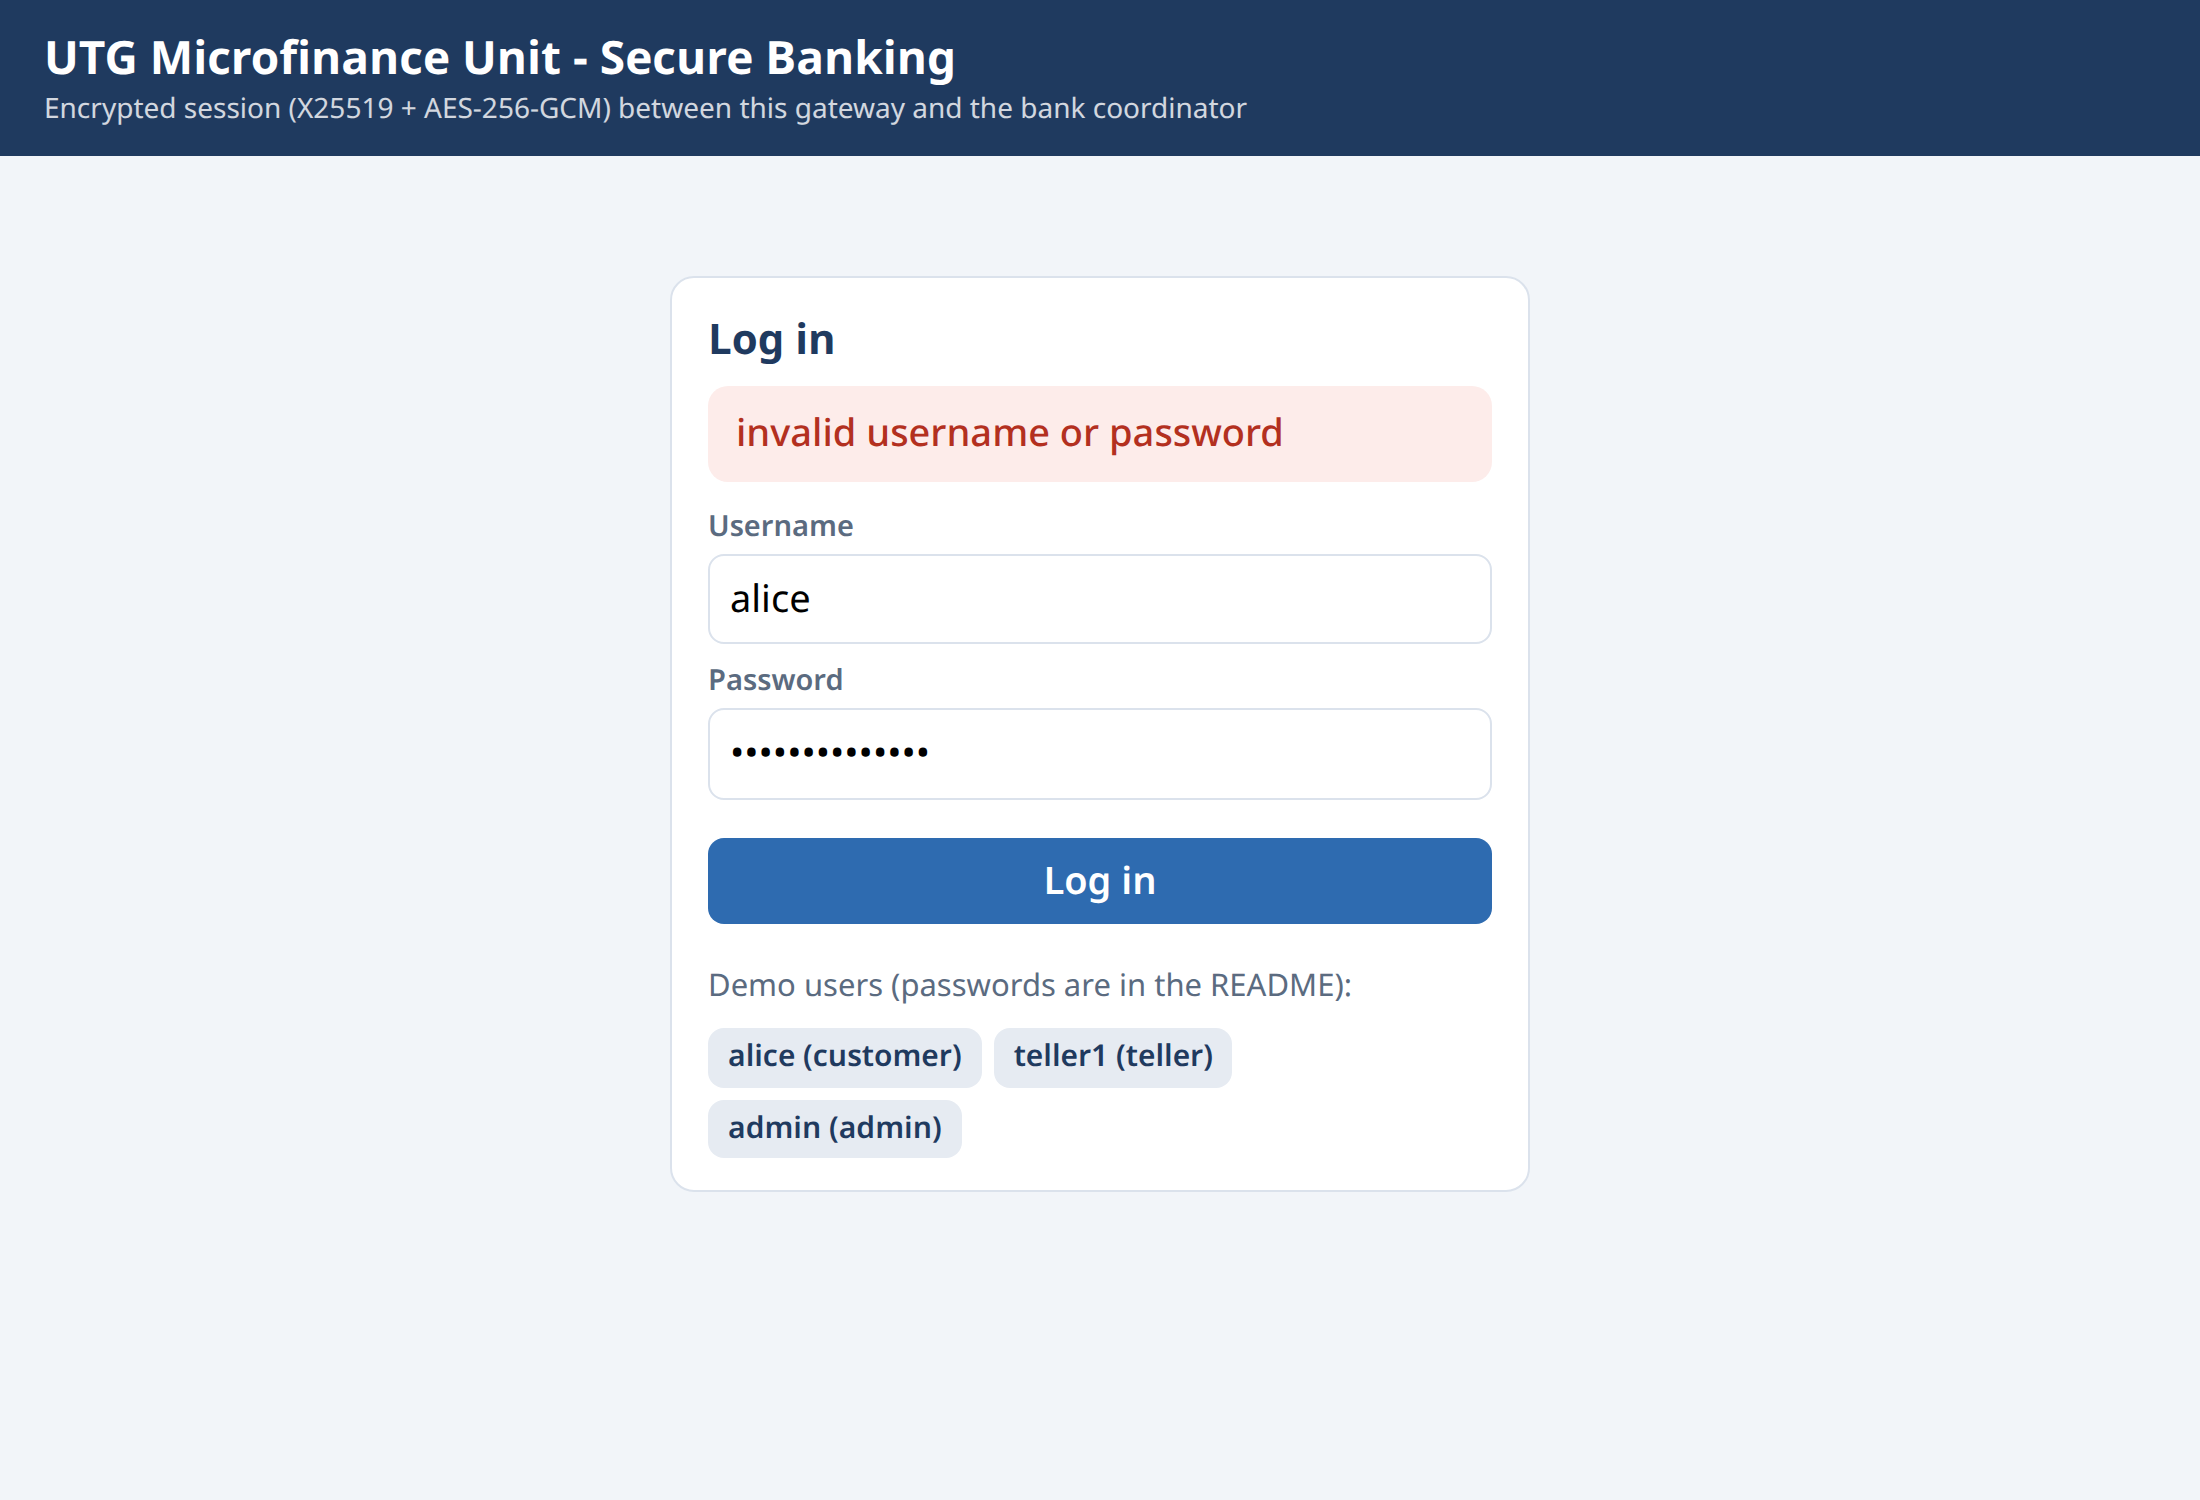 UTG Microfinance Unit - Secure Banking
Encrypted session (X25519 + AES-256-GCM) between this gateway and the bank coordinator
Log in
invalid username or password
Username
alice
Password
••••••••••••••
Log in
Demo users (passwords are in the README):
alice (customer) teller1 (teller)
admin (admin)